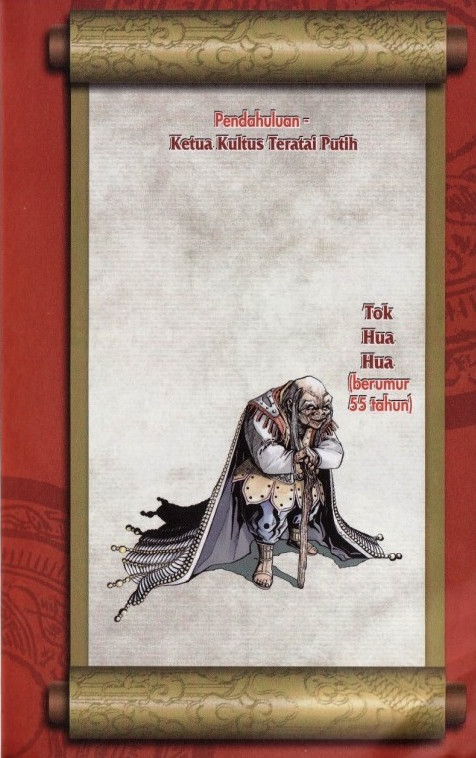 Pendahuluan -
Ketua Kultus Teratai Putih
Tok
Hua
Hua
(berumur
55 tahun)